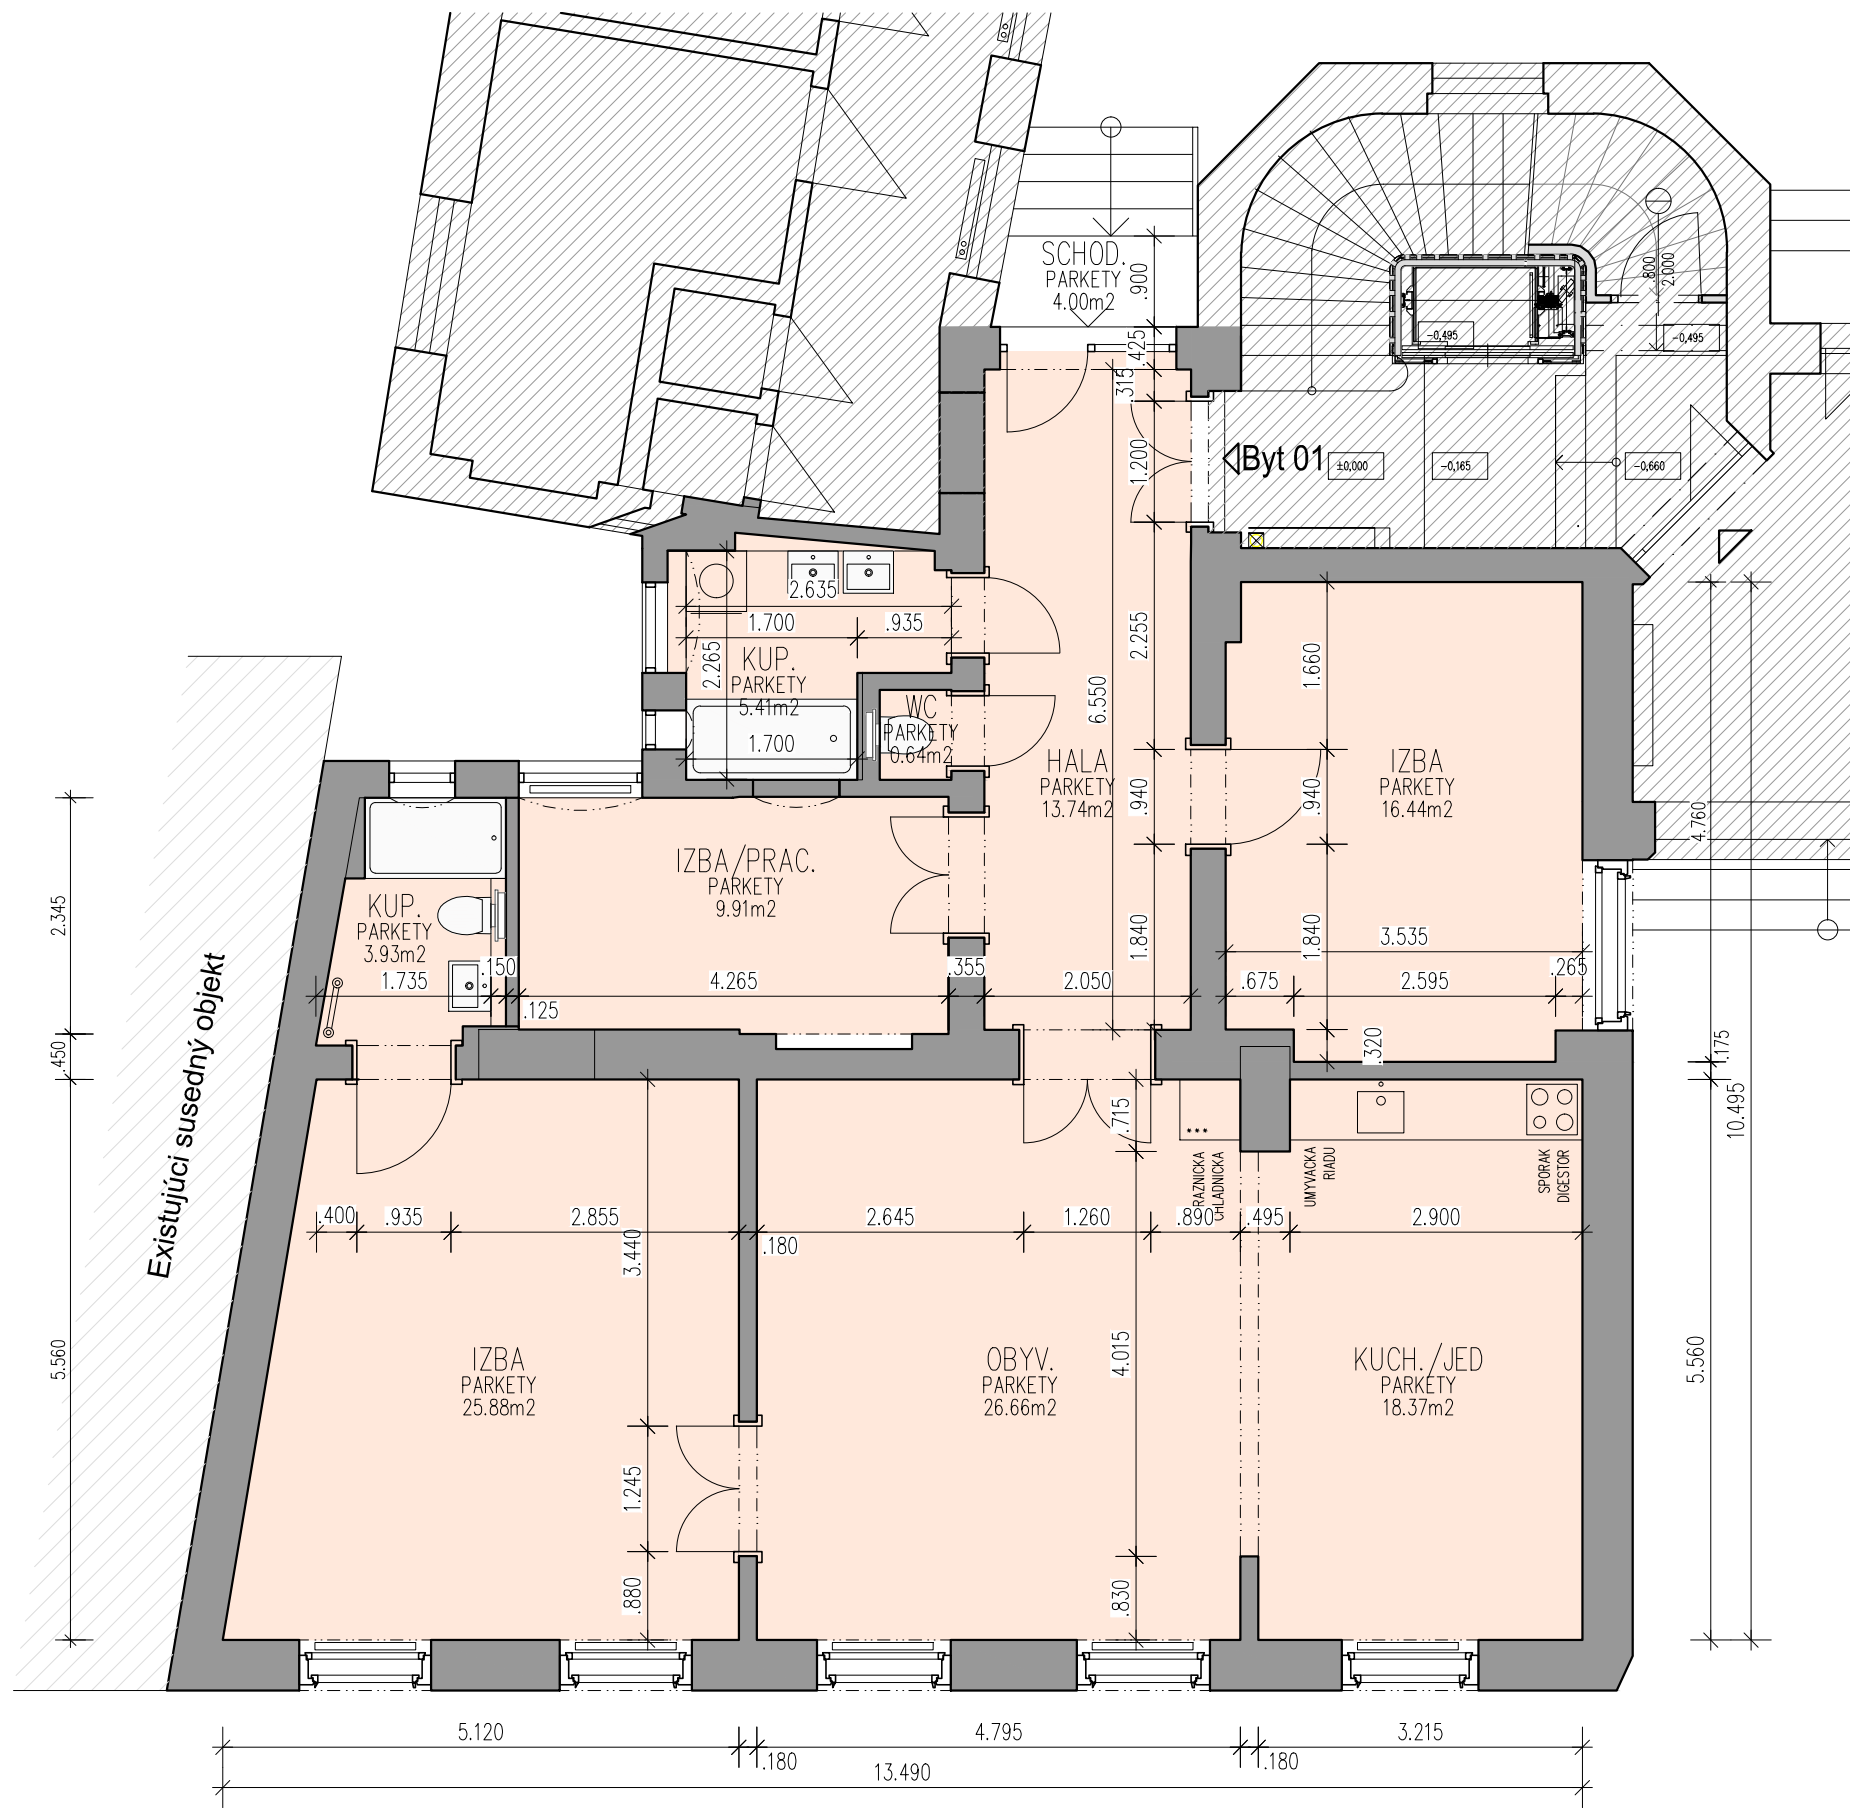 SCHOD.
PARKETY
4.00m2
.900
.800
2.000
-0,495
-0,495
.425
.315
1.200
Byt 01
±0,000
-0,165
-0,660
2.635
1.700
.935
2.265
KUP.
PARKETY
5.41m2
1.700
WC
PARKETY
0.64m2
2.255
6.550
1.660
HALA
PARKETY
13.74m2
.940
.940
IZBA
PARKETY
16.44m2
4.760
IZBA/PRAC.
PARKETY
9.91m2
KUP.
PARKETY
3.93m2
2.345
1.840
1.840
3.535
1.735
.150
4.265
.355
2.050
.675
2.595
.265
.125
.450
.320
.175
10.495
Existujúci susedný objekt
.715
MRAZNICKA
CHLADNICKA
UMYVACKA
RIADU
SPORAK
DIGESTOR
.400
.935
2.855
2.645
1.260
.890
.495
2.900
.180
3.440
5.560
4.015
5.560
IZBA
PARKETY
25.88m2
OBYV.
PARKETY
26.66m2
KUCH./JED
PARKETY
18.37m2
1.245
.880
.830
5.120
4.795
3.215
.180
.180
13.490